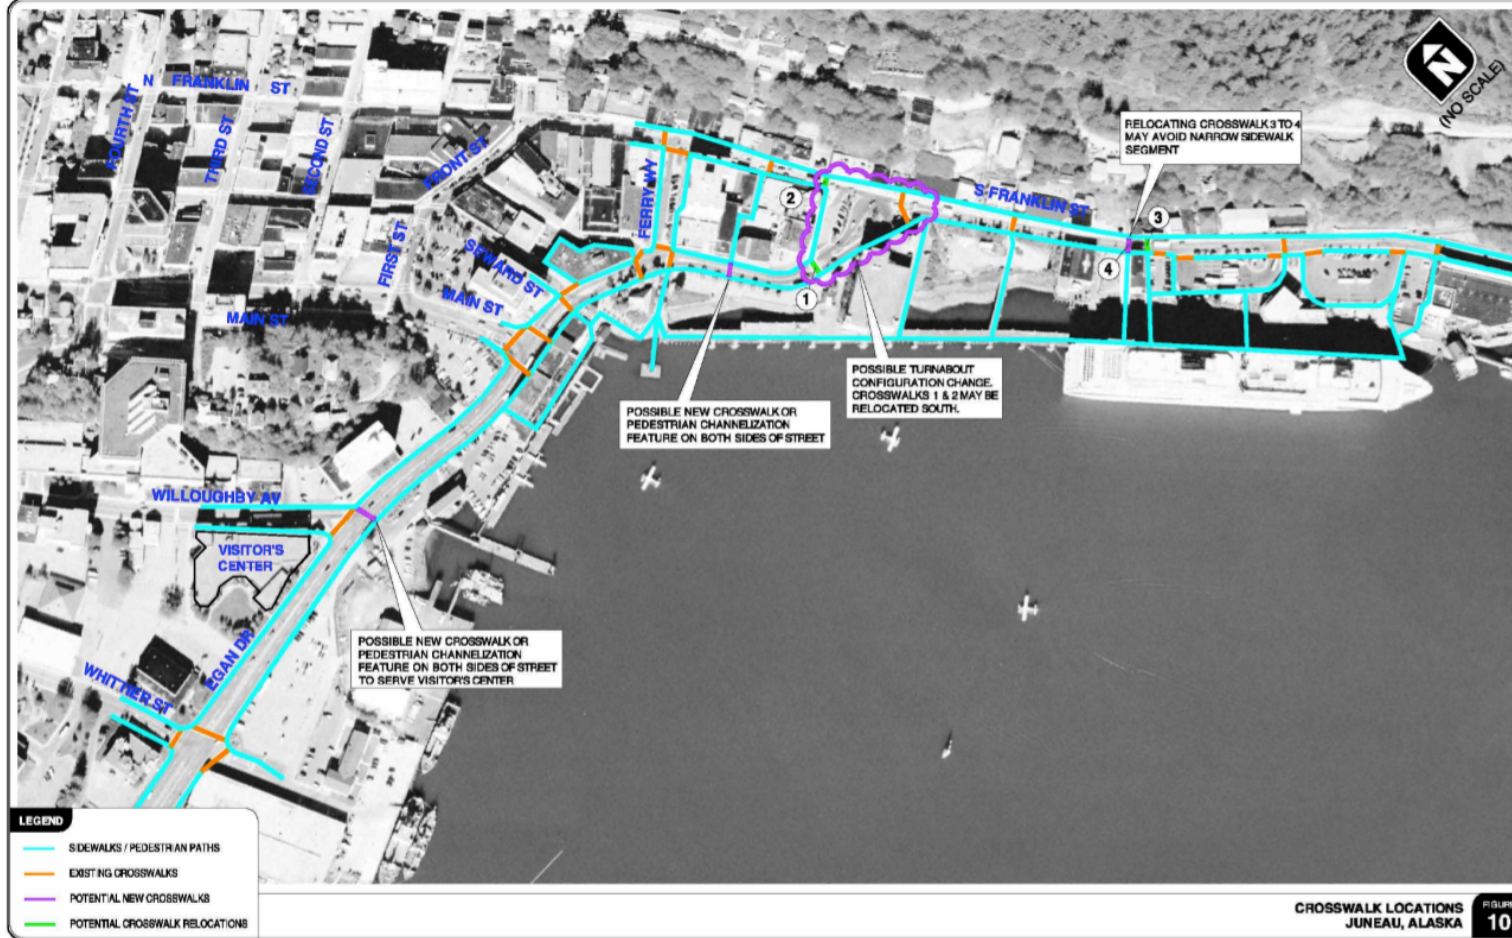 N FRANKLIN ST
FOURTH ST
THIRD ST
SECOND ST
FRONT ST
FIRST ST
SEWARD ST
MAIN ST
MAIN ST
FERRY WY
S FRANKLIN ST
N
(NO SCALE)
RELOCATING CROSSWALK 3 TO 4
MAY AVOID NARROW SIDEWALK
SEGMENT
2
3
4
1
POSSIBLE TURNABOUT
CONFIGURATION CHANGE.
CROSSWALKS 1 & 2 MAY BE
RELOCATED SOUTH.
POSSIBLE NEW CROSSWALK OR
PEDESTRIAN CHANNELIZATION
FEATURE ON BOTH SIDES OF STREET
WILLOUGHBY AV
VISITOR'S
CENTER
POSSIBLE NEW CROSSWALK OR
PEDESTRIAN CHANNELIZATION
FEATURE ON BOTH SIDES OF STREET
TO SERVE VISITOR'S CENTER
EGAN DR
WHITTIER ST
LEGEND
SIDEWALKS / PEDESTRIAN PATHS
EXISTING CROSSWALKS
POTENTIAL NEW CROSSWALKS
POTENTIAL CROSSWALK RELOCATIONS
CROSSWALK LOCATIONS
JUNEAU, ALASKA
FIGURE
10